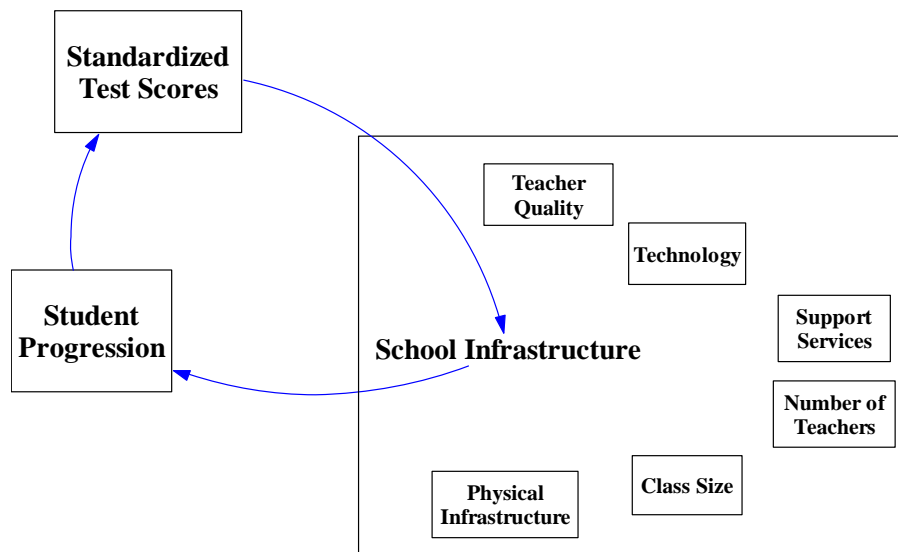 Standardized
Test Scores
Teacher
Quality
Technology
Student
Progression
School Infrastructure
Support
Services
Number of
Teachers
Physical
Infrastructure
Class Size